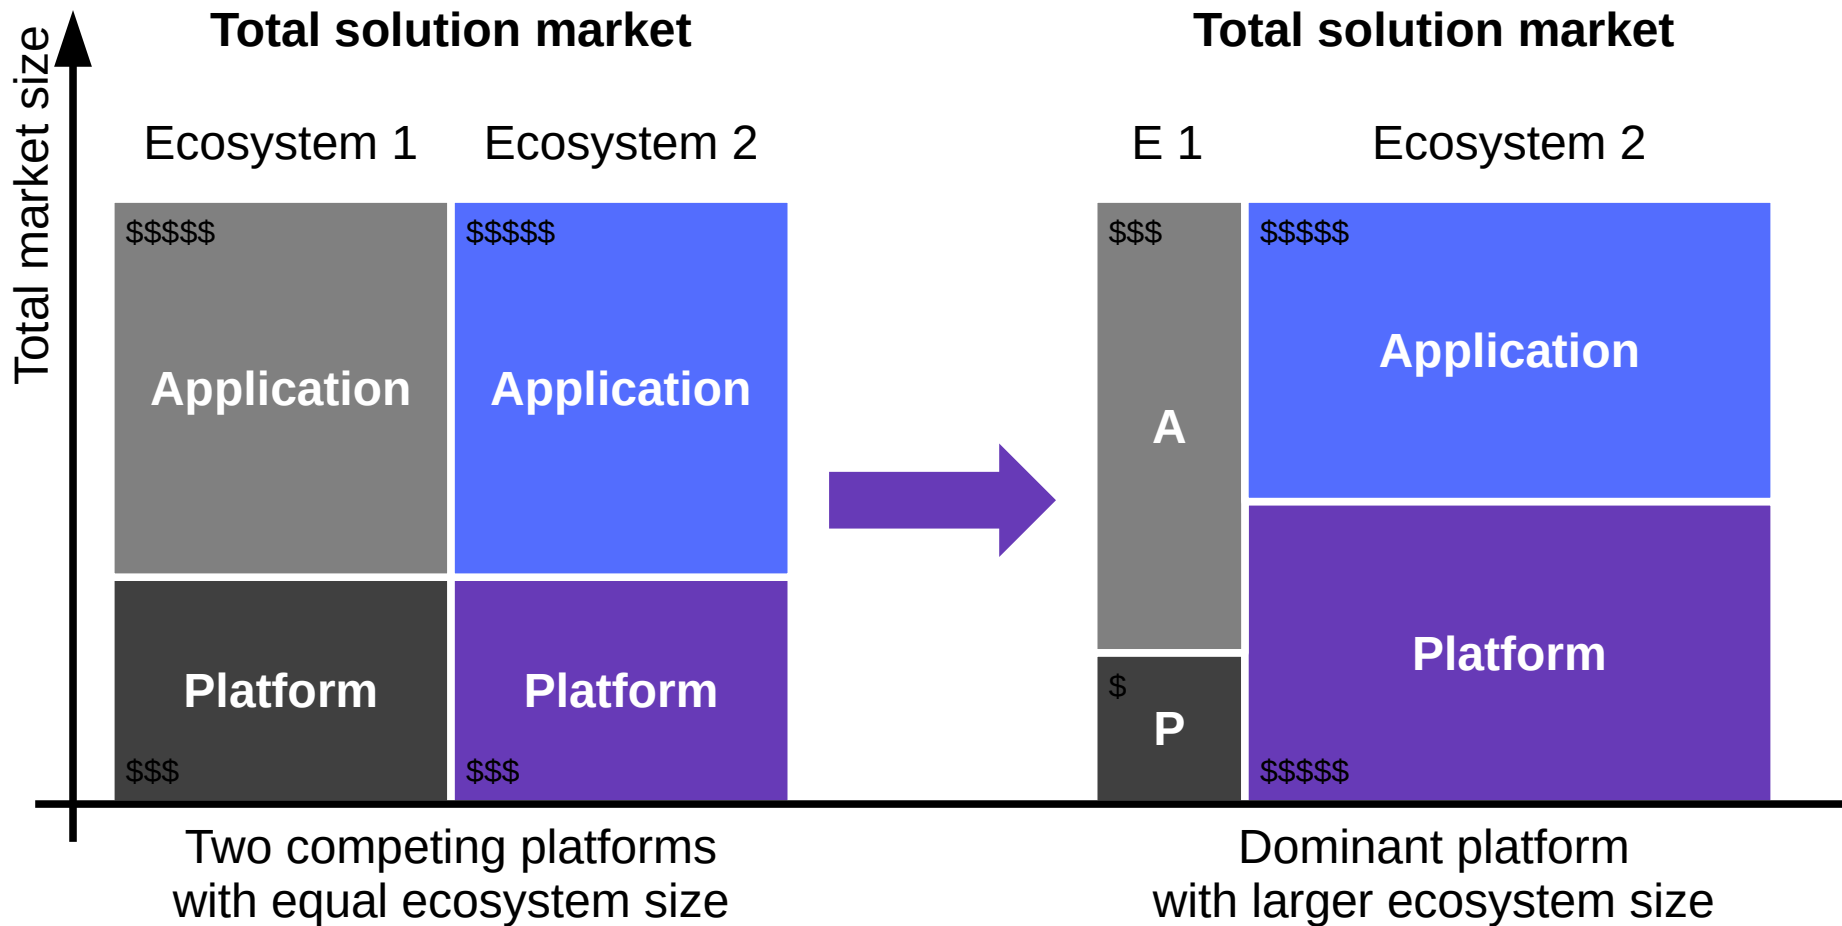 Total market size
Total solution market
Ecosystem 1
Ecosystem 2
$$$$$
$$$$$
Application
Application
Platform
Platform
$$$
$$$
Two competing platforms
with equal ecosystem size
Total solution market
E 1
Ecosystem 2
$$$
$$$$$
A
Application
$
P
Platform
$$$$$
Dominant platform
with larger ecosystem size